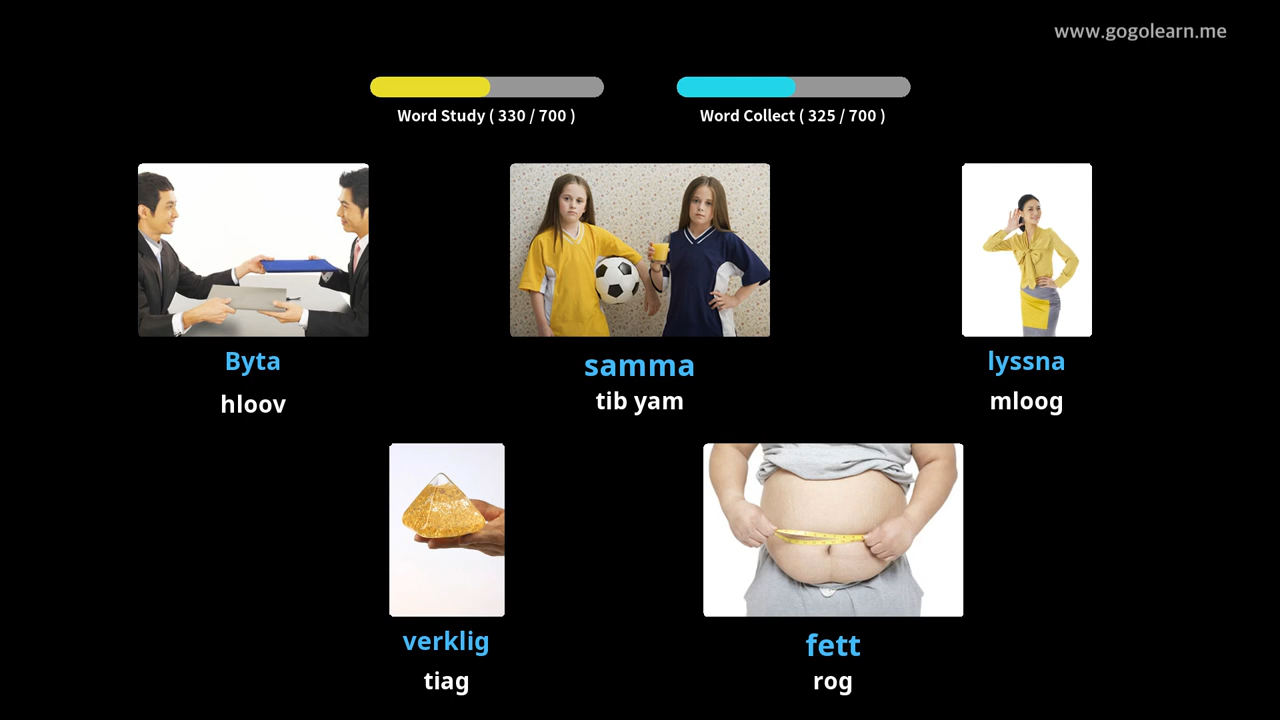 www.gogolearn.me
Word Study ( 330 / 700 )
Word Collect ( 325 / 700 )
Byta
hloov
samma
tib yam
lyssna
mloog
verklig
tiag
fett
rog